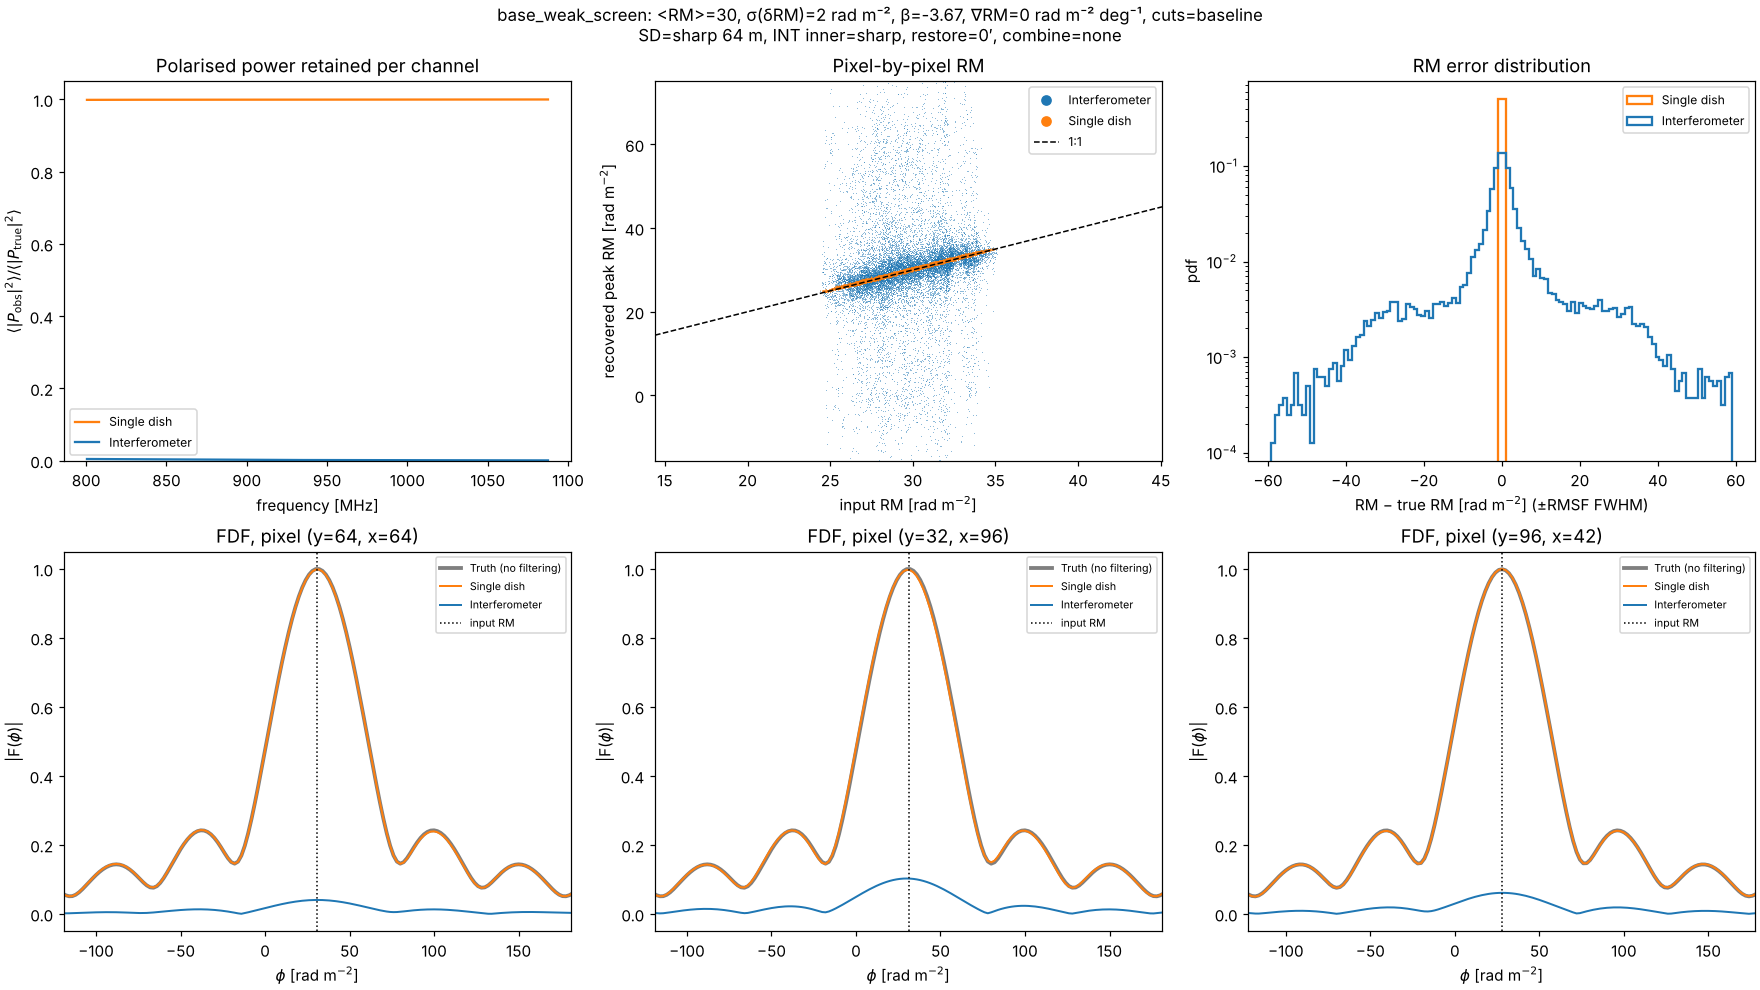 base_weak_screen: <RM>=30, σ(δRM)=2 rad m⁻², β=-3.67, ∇RM=0 rad m⁻² deg⁻¹, cuts=baseline
SD=sharp 64 m, INT inner=sharp, restore=0′, combine=none
Polarised power retained per channel
⟨|P_obs|²⟩/⟨|P_true|²⟩
1.0
0.8
0.6
0.4
0.2
0.0
Single dish
Interferometer
800 850 900 950 1000 1050 1100
frequency [MHz]
Pixel-by-pixel RM
recovered peak RM [rad m⁻²]
60
40
20
0
Interferometer
Single dish
1:1
15 20 25 30 35 40 45
input RM [rad m⁻²]
RM error distribution
pdf
10⁻¹
10⁻²
10⁻³
10⁻⁴
Single dish
Interferometer
−60 −40 −20 0 20 40 60
RM − true RM [rad m⁻²] (±RMSF FWHM)
FDF, pixel (y=64, x=64)
|F(ϕ)|
1.0
0.8
0.6
0.4
0.2
0.0
Truth (no filtering)
Single dish
Interferometer
input RM
−100 −50 0 50 100 150
ϕ [rad m⁻²]
FDF, pixel (y=32, x=96)
|F(ϕ)|
1.0
0.8
0.6
0.4
0.2
0.0
Truth (no filtering)
Single dish
Interferometer
input RM
−100 −50 0 50 100 150
ϕ [rad m⁻²]
FDF, pixel (y=96, x=42)
|F(ϕ)|
1.0
0.8
0.6
0.4
0.2
0.0
Truth (no filtering)
Single dish
Interferometer
input RM
−100 −50 0 50 100 150
ϕ [rad m⁻²]